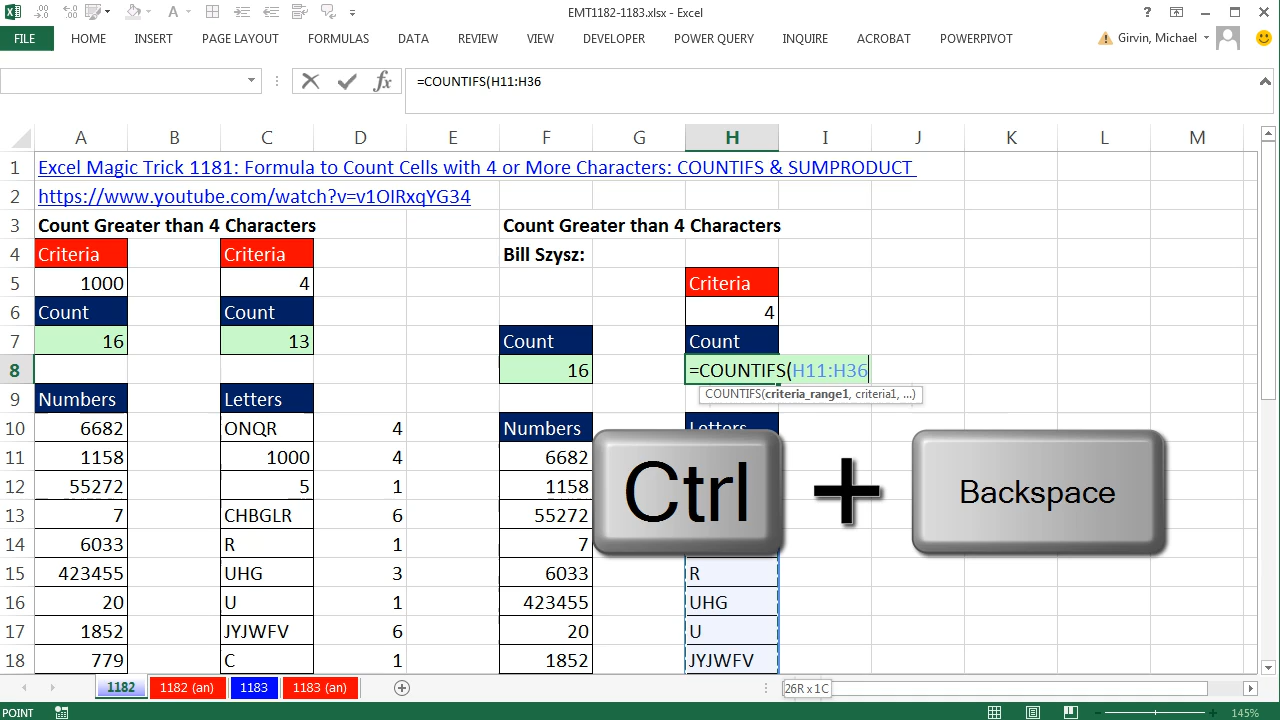 EMT1182-1183.xlsx - Excel
FILE HOME INSERT PAGE LAYOUT FORMULAS DATA REVIEW VIEW DEVELOPER POWER QUERY INQUIRE ACROBAT POWERPIVOT Girvin, Michael
=COUNTIFS(H11:H36
A B C D E F G H I J K L M
1 Excel Magic Trick 1181: Formula to Count Cells with 4 or More Characters: COUNTIFS & SUMPRODUCT
2 https://www.youtube.com/watch?v=v1OIRxqYG34
3 Count Greater than 4 Characters Count Greater than 4 Characters
4 Criteria Criteria Bill Szysz:
5 1000 4 Criteria
6 Count Count 4
7 16 13 Count Count
8 16 =COUNTIFS(H11:H36
9 Numbers Letters COUNTIFS(criteria_range1, criteria1, ...)
10 6682 ONQR 4 Numbers Letters
11 1158 1000 4 6682
12 55272 5 1 1158
13 7 CHBGLR 6 55272
14 6033 R 1 7
15 423455 UHG 3 6033 R
16 20 U 1 423455 UHG
17 1852 JYJWFV 6 20 U
18 779 C 1 1852 JYJWFV
Ctrl + Backspace
1182 1182 (an) 1183 1183 (an) 26R x 1C
POINT 145%